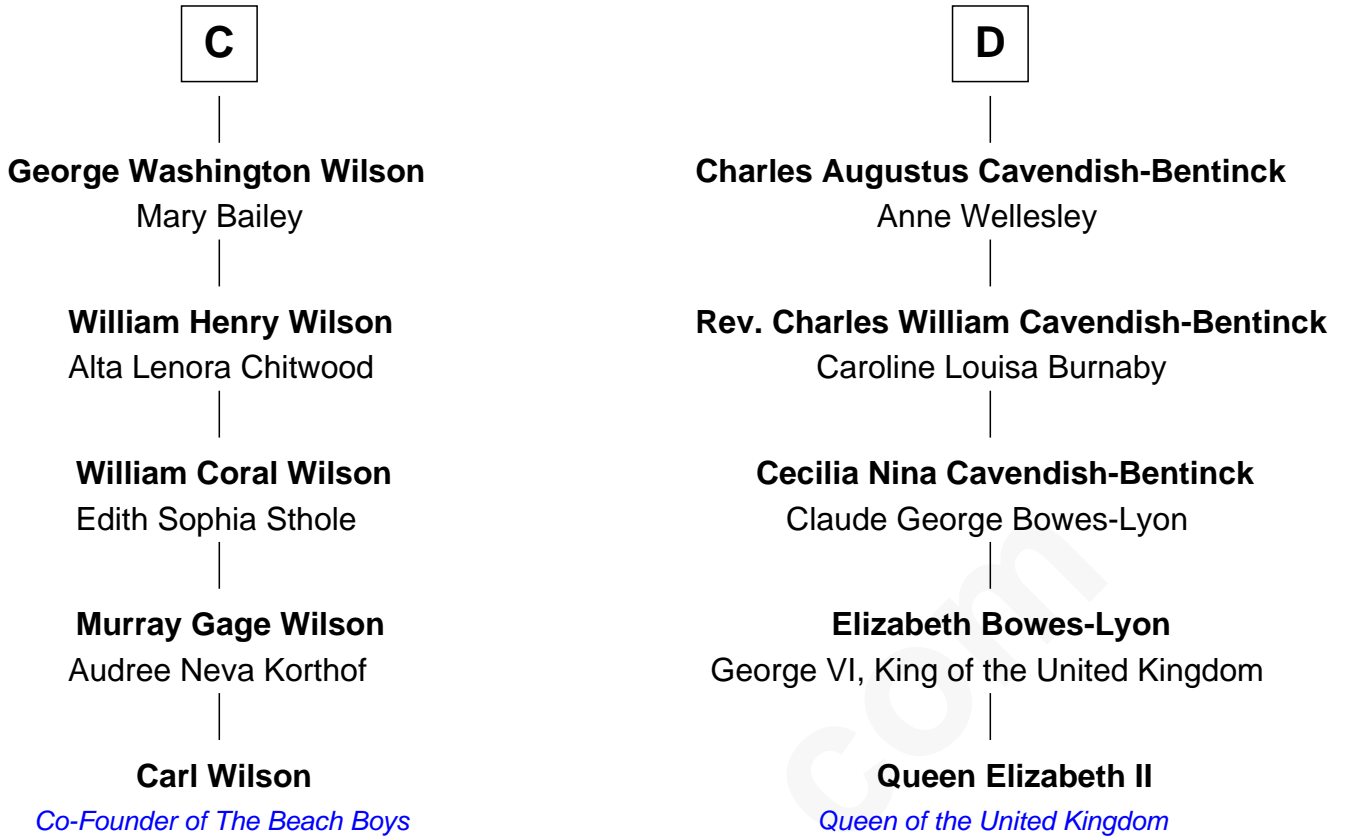 C
George Washington Wilson
Mary Bailey
William Henry Wilson
Alta Lenora Chitwood
William Coral Wilson
Edith Sophia Sthole
Murray Gage Wilson
Audree Neva Korthof
Carl Wilson
Co-Founder of The Beach Boys
D
Charles Augustus Cavendish-Bentinck
Anne Wellesley
Rev. Charles William Cavendish-Bentinck
Caroline Louisa Burnaby
Cecilia Nina Cavendish-Bentinck
Claude George Bowes-Lyon
Elizabeth Bowes-Lyon
George VI, King of the United Kingdom
Queen Elizabeth II
Queen of the United Kingdom
com